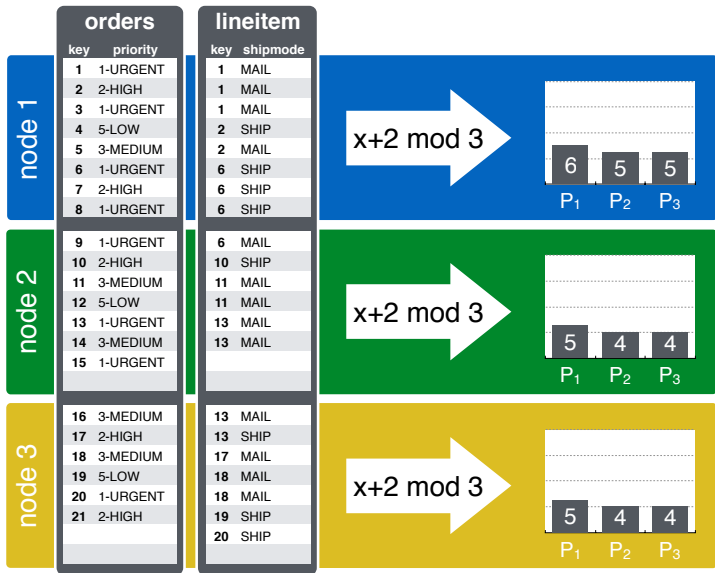 orders lineitem
key priority key shipmode
node 1
1 1-URGENT 1 MAIL
2 2-HIGH 1 MAIL
3 1-URGENT 1 MAIL
4 5-LOW 2 SHIP
5 3-MEDIUM 2 MAIL
6 1-URGENT 6 SHIP
7 2-HIGH 6 SHIP
8 1-URGENT 6 SHIP
x+2 mod 3
6 5 5
P1 P2 P3
node 2
9 1-URGENT 6 MAIL
10 2-HIGH 10 SHIP
11 3-MEDIUM 11 MAIL
12 5-LOW 11 MAIL
13 1-URGENT 13 MAIL
14 3-MEDIUM 13 MAIL
15 1-URGENT
x+2 mod 3
5 4 4
P1 P2 P3
node 3
16 3-MEDIUM 13 MAIL
17 2-HIGH 13 SHIP
18 3-MEDIUM 17 MAIL
19 5-LOW 18 MAIL
20 1-URGENT 18 MAIL
21 2-HIGH 19 SHIP
20 SHIP
x+2 mod 3
5 4 4
P1 P2 P3